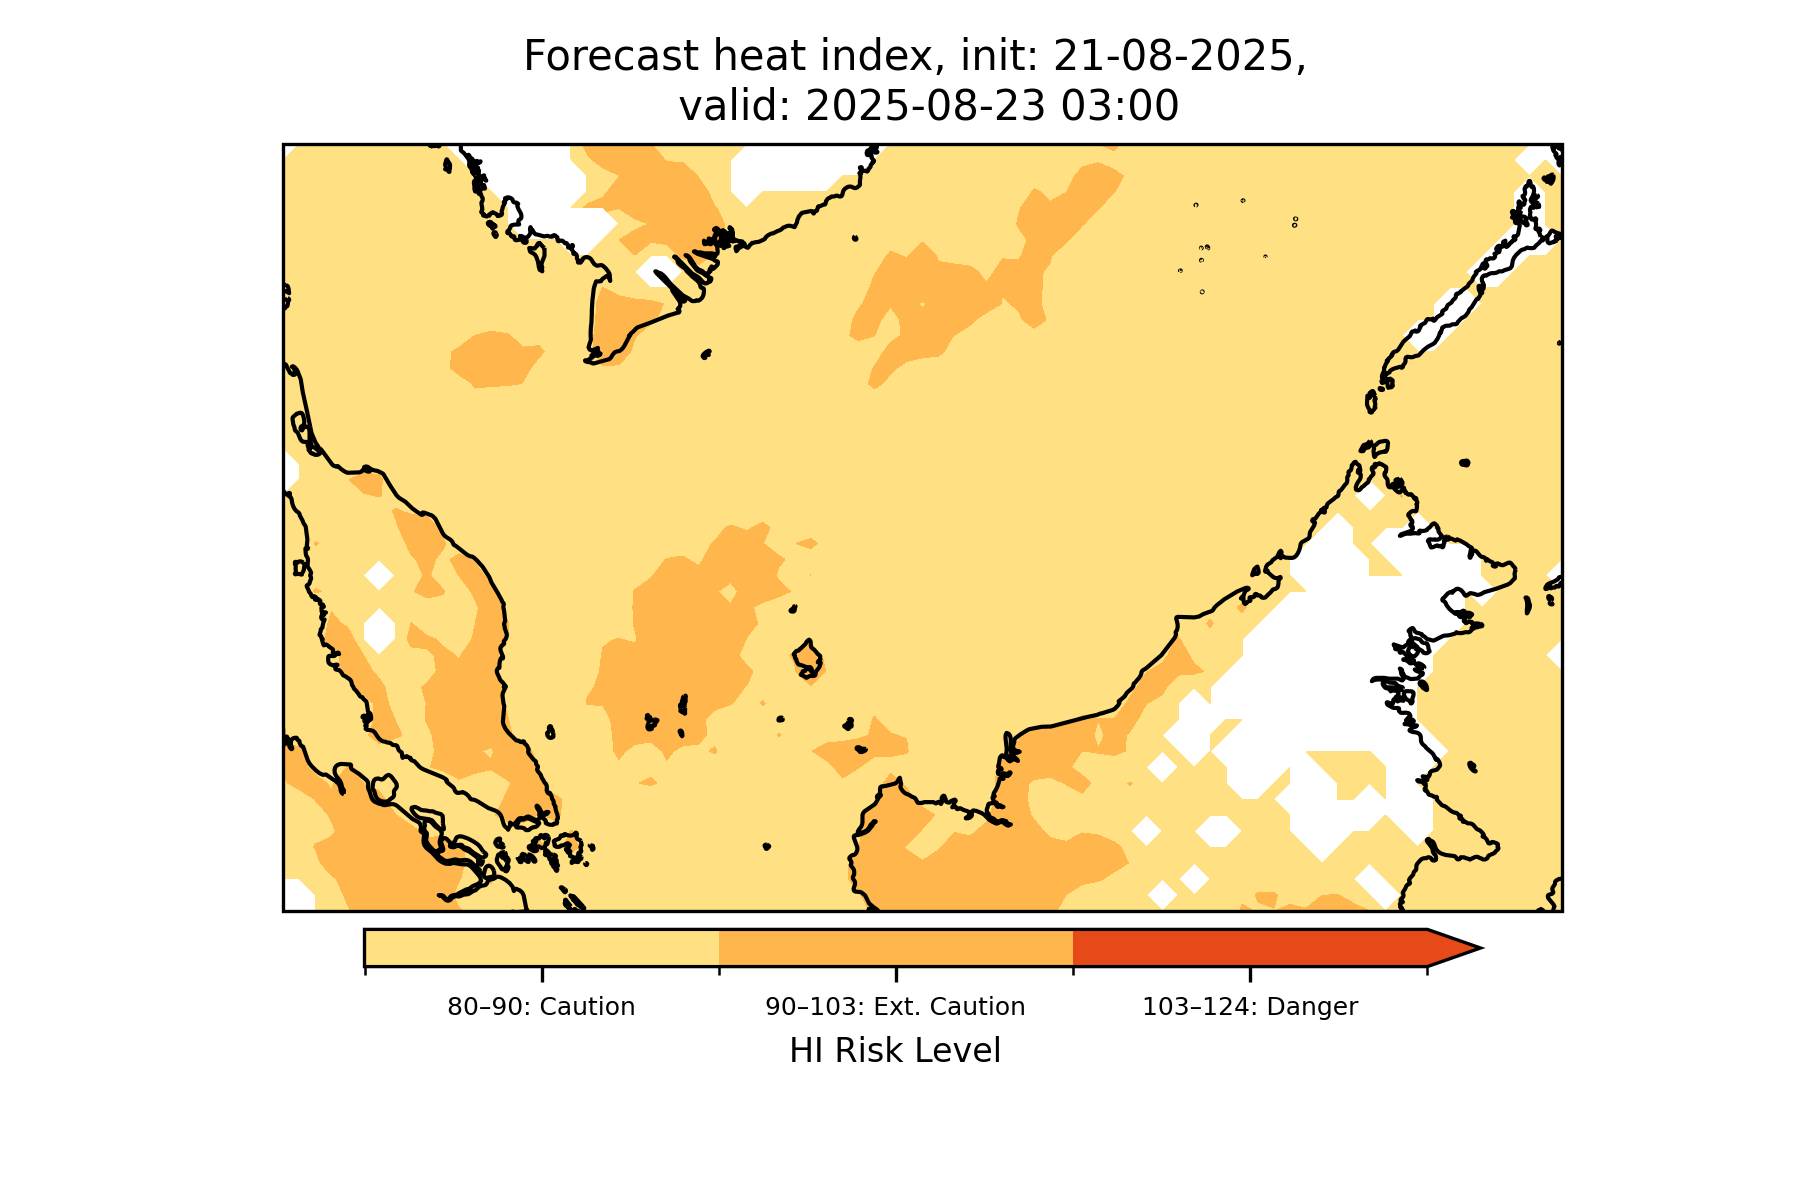 Forecast heat index, init: 21-08-2025,
valid: 2025-08-23 03:00
80–90: Caution
90–103: Ext. Caution
103–124: Danger
HI Risk Level